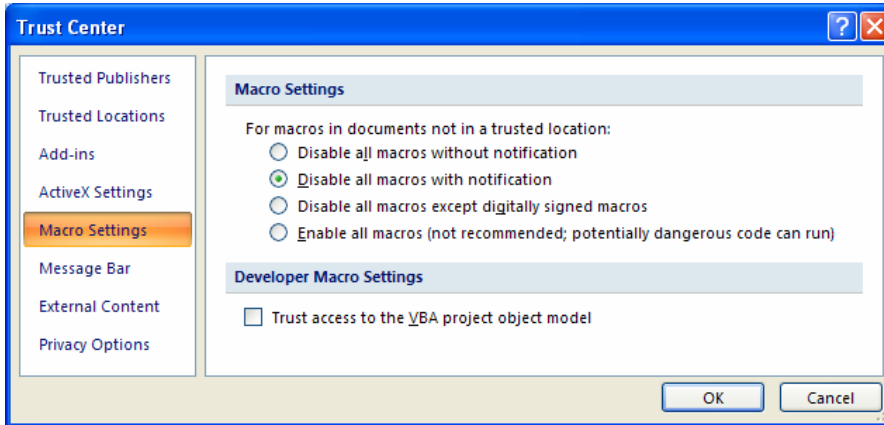 Trust Center
Trusted Publishers
Trusted Locations
Add-ins
ActiveX Settings
Macro Settings
Message Bar
External Content
Privacy Options
Macro Settings
For macros in documents not in a trusted location:
Disable all macros without notification
Disable all macros with notification
Disable all macros except digitally signed macros
Enable all macros (not recommended; potentially dangerous code can run)
Developer Macro Settings
Trust access to the VBA project object model
OK
Cancel